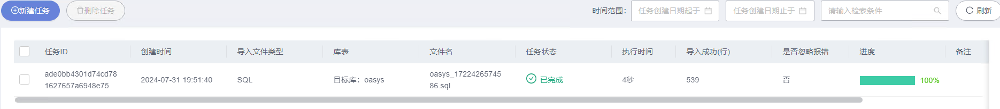 新建任务
删除任务
时间范围：
任务创建日期起于
任务创建日期止于
请输入检索条件
刷新
任务ID
创建时间
导入文件类型
库表
文件名
任务状态
执行时间
导入成功(行)
是否忽略报错
进度
备注
ade0bb4301d74cd78
1627657a6948e75
2024-07-31 19:51:40
SQL
目标库：oasys
oasys_17224265745
86.sql
已完成
4秒
539
否
100%